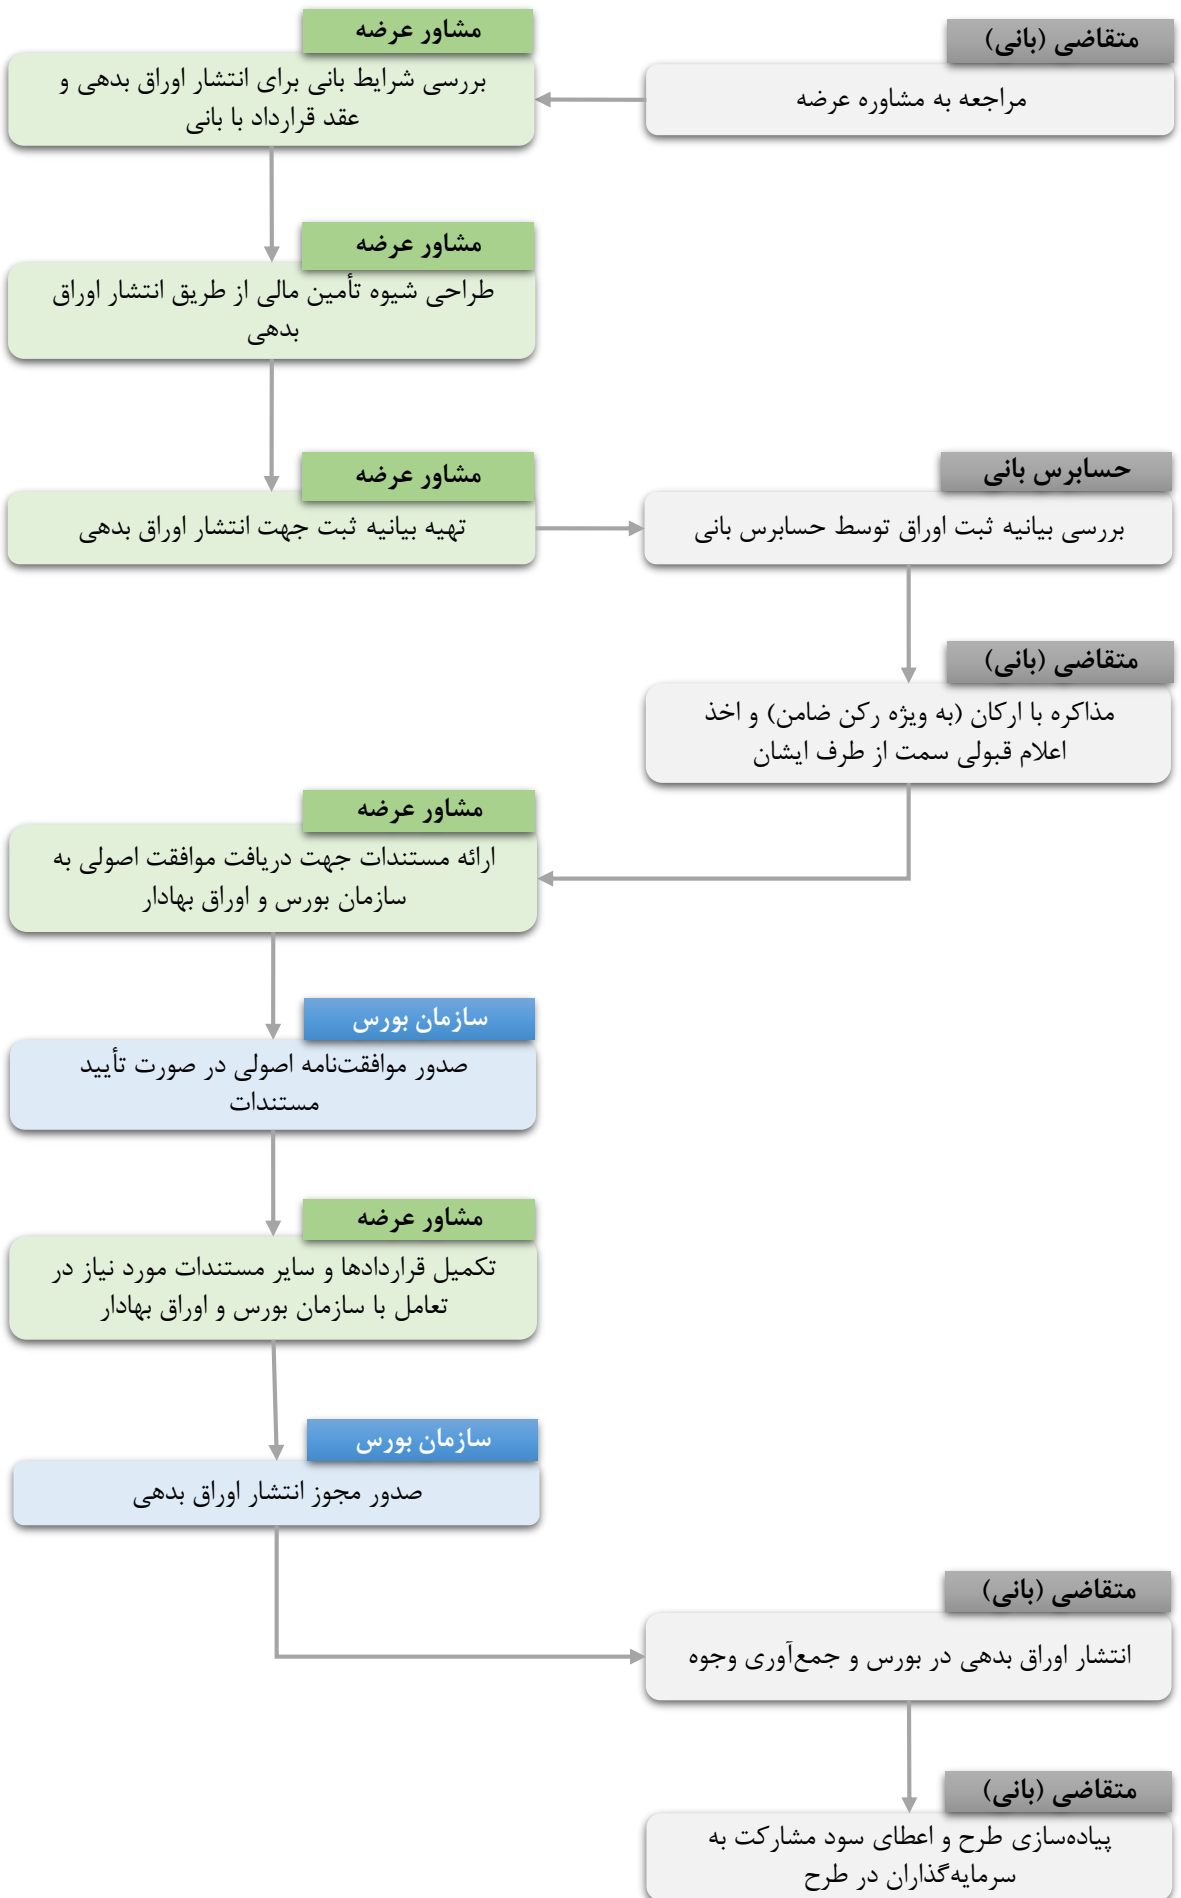 متقاضی (بانی)
مراجعه به مشاوره عرضه
مشاور عرضه
بررسی شرایط بانی برای انتشار اوراق بدهی و
عقد قرارداد با بانی
مشاور عرضه
طراحی شیوه تأمین مالی از طریق انتشار اوراق
بدهی
مشاور عرضه
تهیه بیانیه ثبت جهت انتشار اوراق بدهی
حسابرس بانی
بررسی بیانیه ثبت اوراق توسط حسابرس بانی
متقاضی (بانی)
مذاکره با ارکان (به ویژه رکن ضامن) و اخذ
اعلام قبولی سمت از طرف ایشان
مشاور عرضه
ارائه مستندات جهت دریافت موافقت اصولی به
سازمان بورس و اوراق بهادار
سازمان بورس
صدور موافقت‌نامه اصولی در صورت تأیید
مستندات
مشاور عرضه
تکمیل قراردادها و سایر مستندات مورد نیاز در
تعامل با سازمان بورس و اوراق بهادار
سازمان بورس
صدور مجوز انتشار اوراق بدهی
متقاضی (بانی)
انتشار اوراق بدهی در بورس و جمع‌آوری وجوه
متقاضی (بانی)
پیاده‌سازی طرح و اعطای سود مشارکت به
سرمایه‌گذاران در طرح